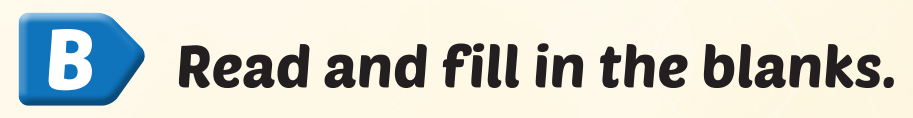 B Read and fill in the blanks.